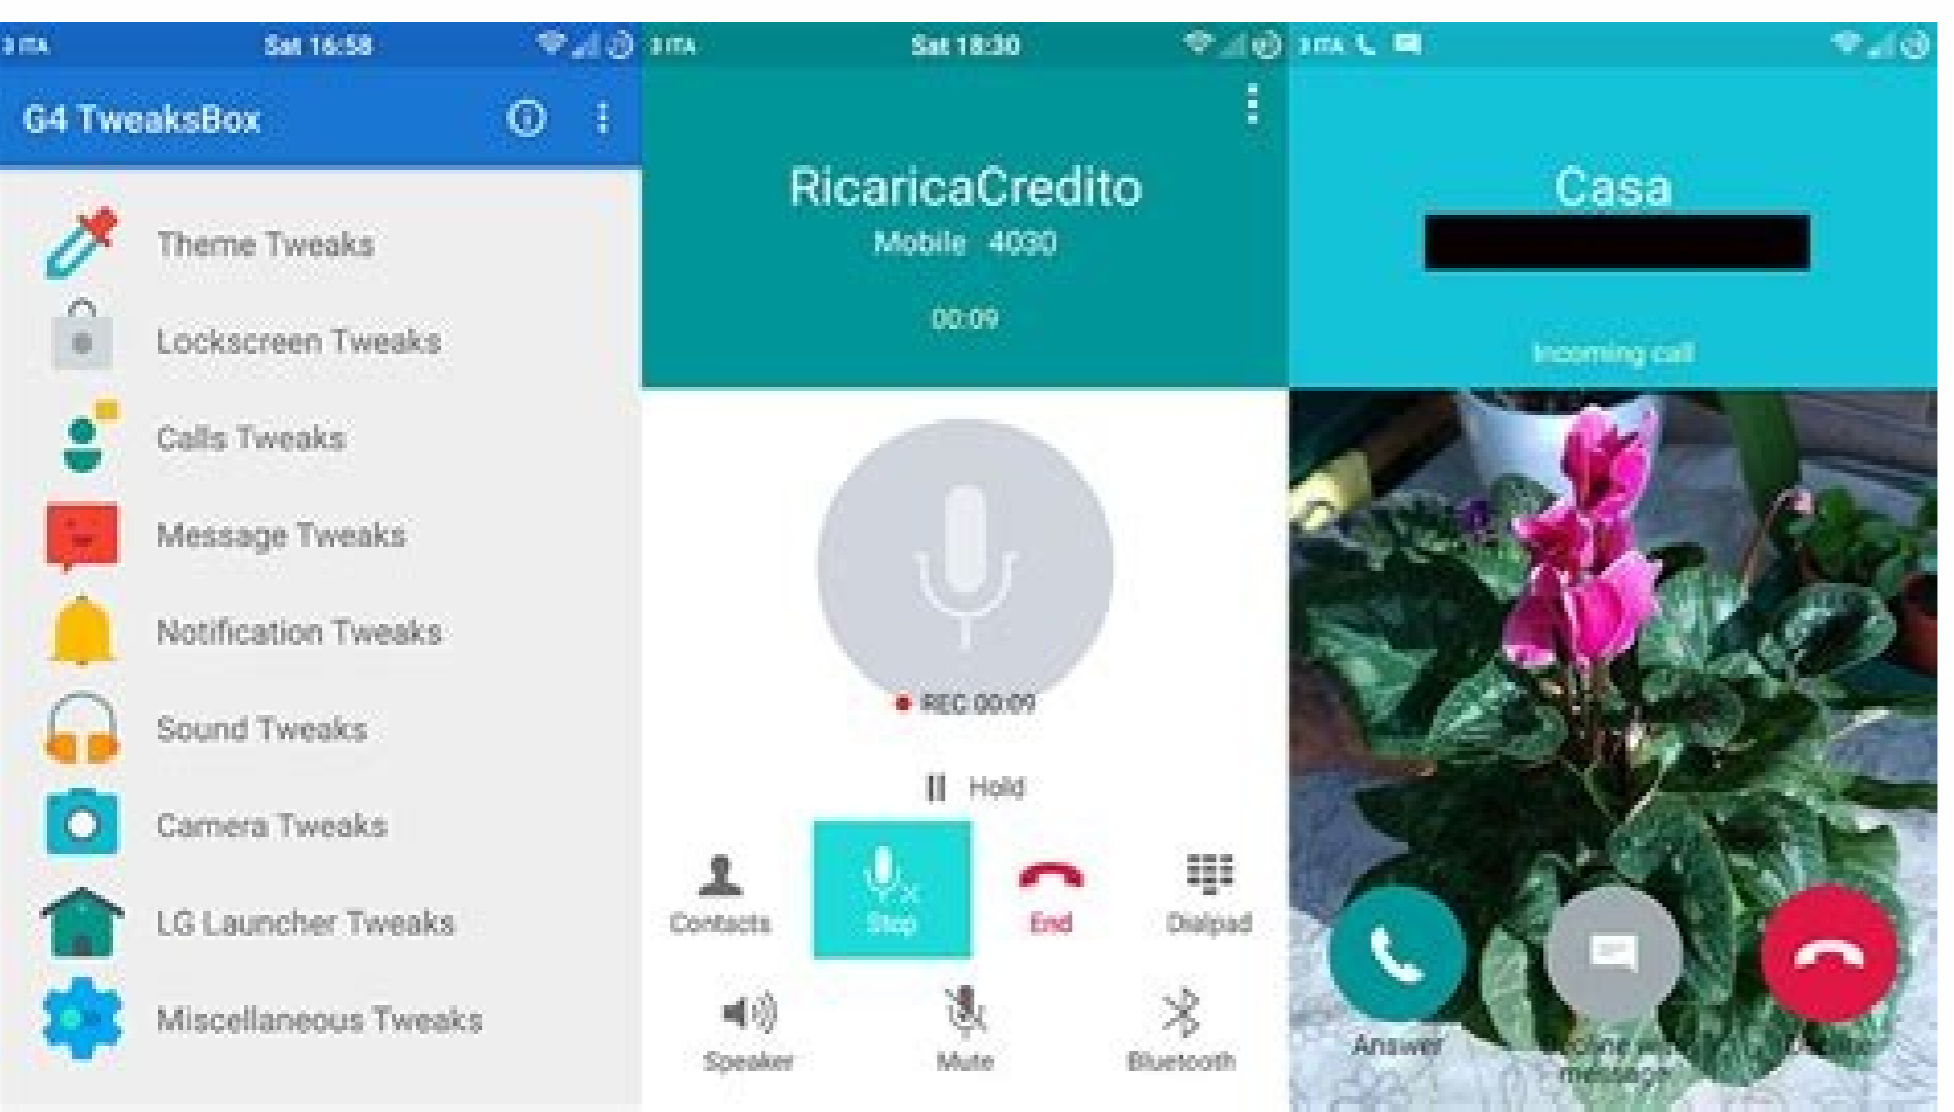 3 ITA Sat 16:58
G4 TweaksBox
Theme Tweaks
Lockscreen Tweaks
Calls Tweaks
Message Tweaks
Notification Tweaks
Sound Tweaks
Camera Tweaks
LG Launcher Tweaks
Miscellaneous Tweaks
3 ITA Sat 18:30
RicaricaCredito
Mobile 4030
00:09
REC 00:09
Hold
Contacts Stop End Dialpad
Speaker Mute Bluetooth
3 ITA
Casa
Incoming call
Answer
message